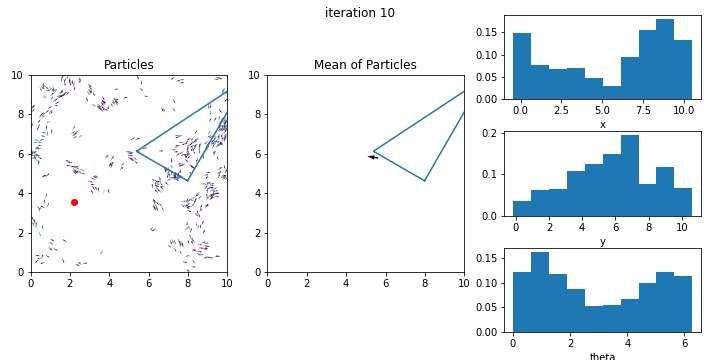 iteration 10
Particles
10
8
6
4
2
0
0 2 4 6 8 10
Mean of Particles
10
8
6
4
2
0
0 2 4 6 8 10
0.15
0.10
0.05
0.00
0.0 2.5 5.0 7.5 10.0
x
0.2
0.1
0.0
0 2 4 6 8 10
y
0.15
0.10
0.05
0.00
0 2 4 6
theta